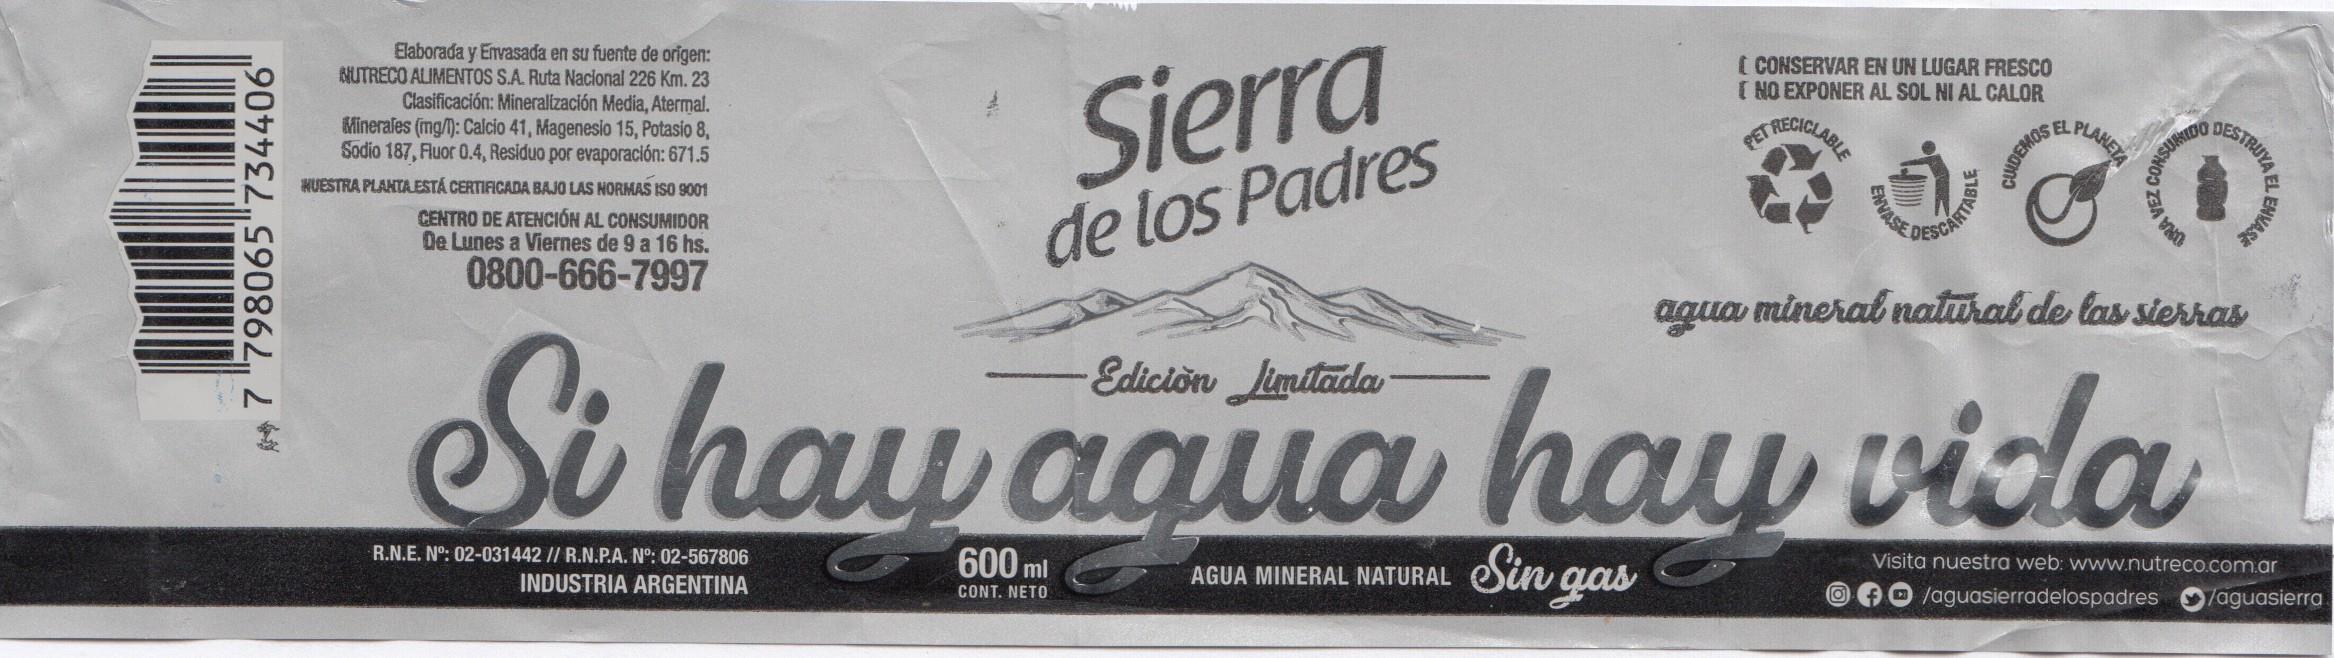 7 798065 734406
Elaborada y Envasada en su fuente de origen:
NUTRECO ALIMENTOS S.A. Ruta Nacional 226 Km. 23
Clasificación: Mineralización Media, Atermal.
Minerales (mg/l): Calcio 41, Magenesio 15, Potasio 8,
Sodio 187, Fluor 0.4, Residuo por evaporación: 671.5
NUESTRA PLANTA ESTÁ CERTIFICADA BAJO LAS NORMAS ISO 9001
CENTRO DE ATENCIÓN AL CONSUMIDOR
De Lunes a Viernes de 9 a 16 hs.
0800-666-7997
Sierra
de los Padres
Edición Limitada
CONSERVAR EN UN LUGAR FRESCO
NO EXPONER AL SOL NI AL CALOR
PET RECICLABLE
ENVASE DESCARTABLE
CUIDEMOS EL PLANETA
UNA VEZ CONSUMIDO DESTRUYA EL ENVASE
agua mineral natural de las sierras
Si hay agua hay vida
R.N.E. Nº: 02-031442 // R.N.P.A. Nº: 02-567806
INDUSTRIA ARGENTINA
600 ml
CONT. NETO
AGUA MINERAL NATURAL Sin gas
Visita nuestra web: www.nutreco.com.ar
/aguasierradelospadres /aguasierra